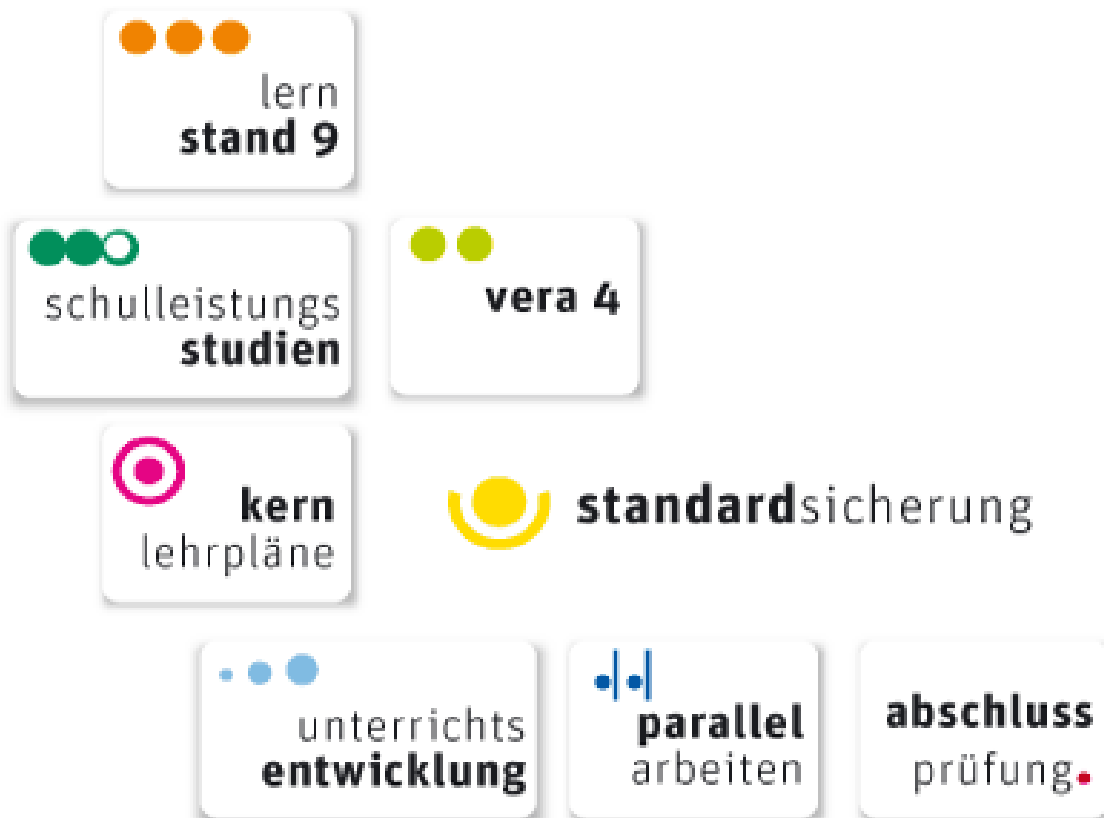 lern
stand 9
schulleistungs
studien
vera 4
kern
lehrpläne
standardsicherung
unterrichts
entwicklung
parallel
arbeiten
abschluss
prüfung.